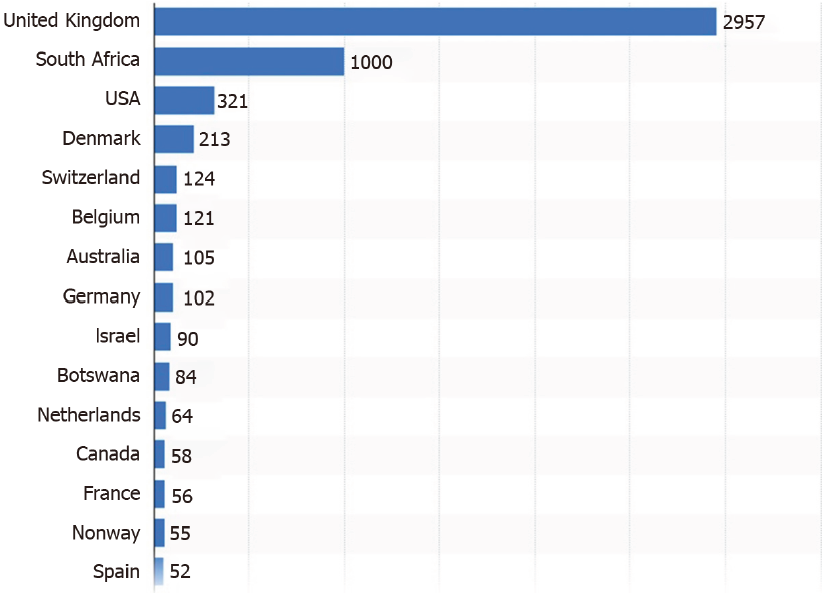 United Kingdom 2957
South Africa 1000
USA 321
Denmark 213
Switzerland 124
Belgium 121
Australia 105
Germany 102
Israel 90
Botswana 84
Netherlands 64
Canada 58
France 56
Nonway 55
Spain 52